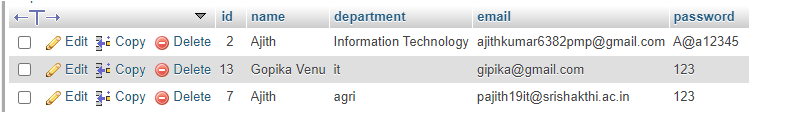 id name department email password
Edit Copy Delete 2 Ajith Information Technology ajithkumar6382pmp@gmail.com A@a12345
Edit Copy Delete 13 Gopika Venu it gipika@gmail.com 123
Edit Copy Delete 7 Ajith agri pajith19it@srishakthi.ac.in 123